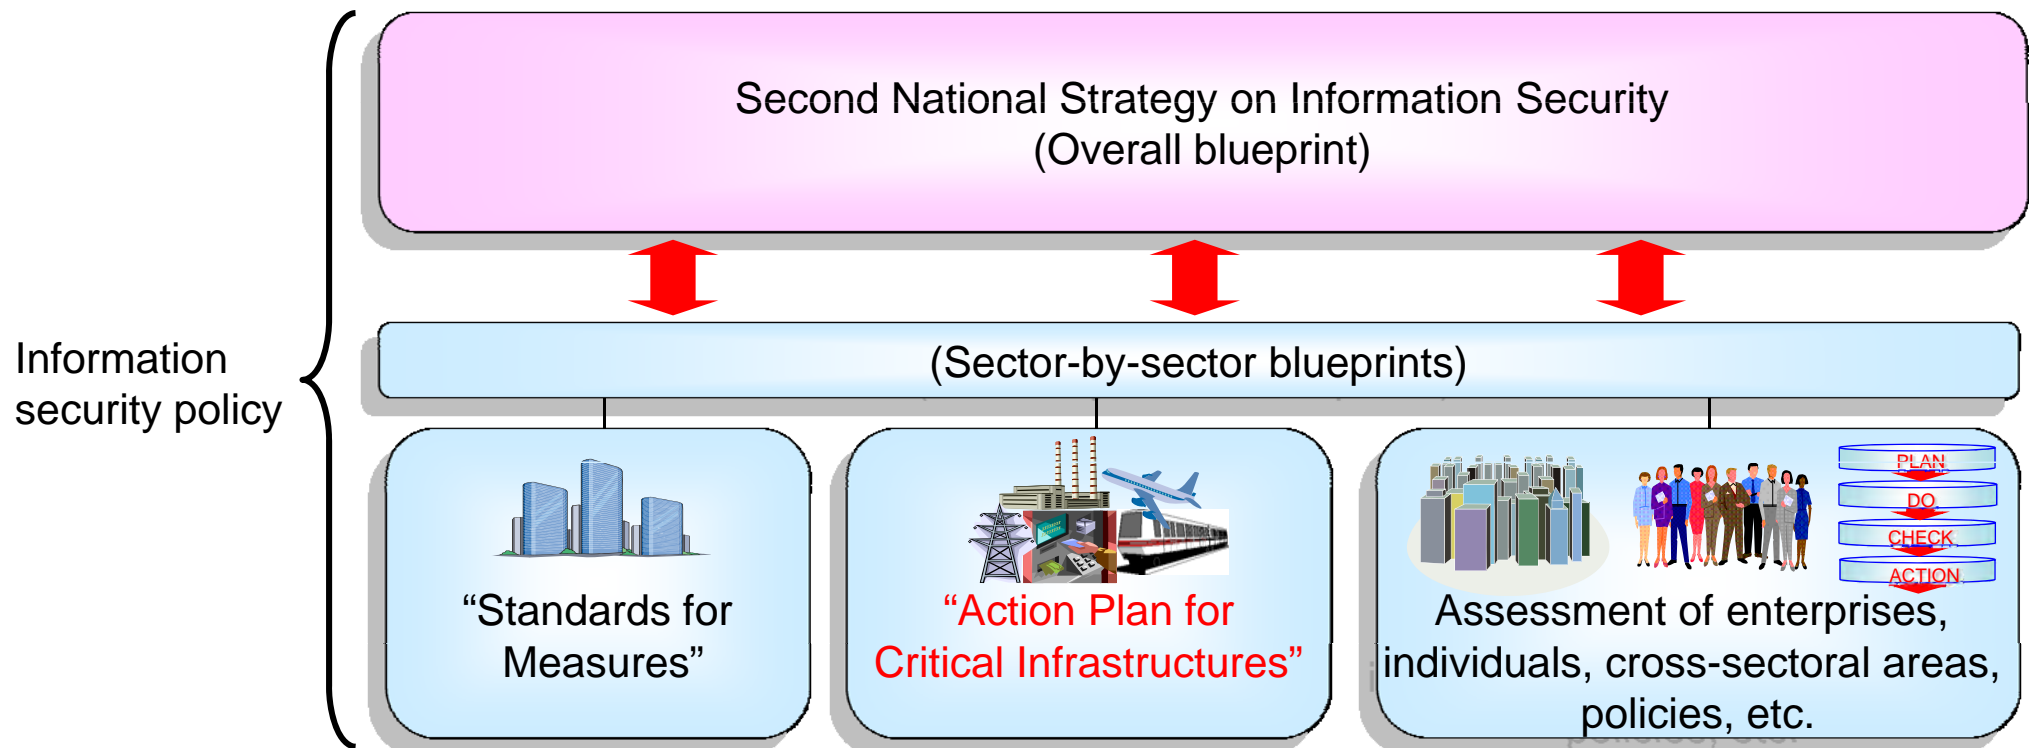 Second National Strategy on Information Security
(Overall blueprint)
Information
security policy
(Sector-by-sector blueprints)
“Standards for
Measures”
“Action Plan for
Critical Infrastructures”
PLAN
DO
CHECK
ACTION
Assessment of enterprises,
individuals, cross-sectoral areas,
policies, etc.